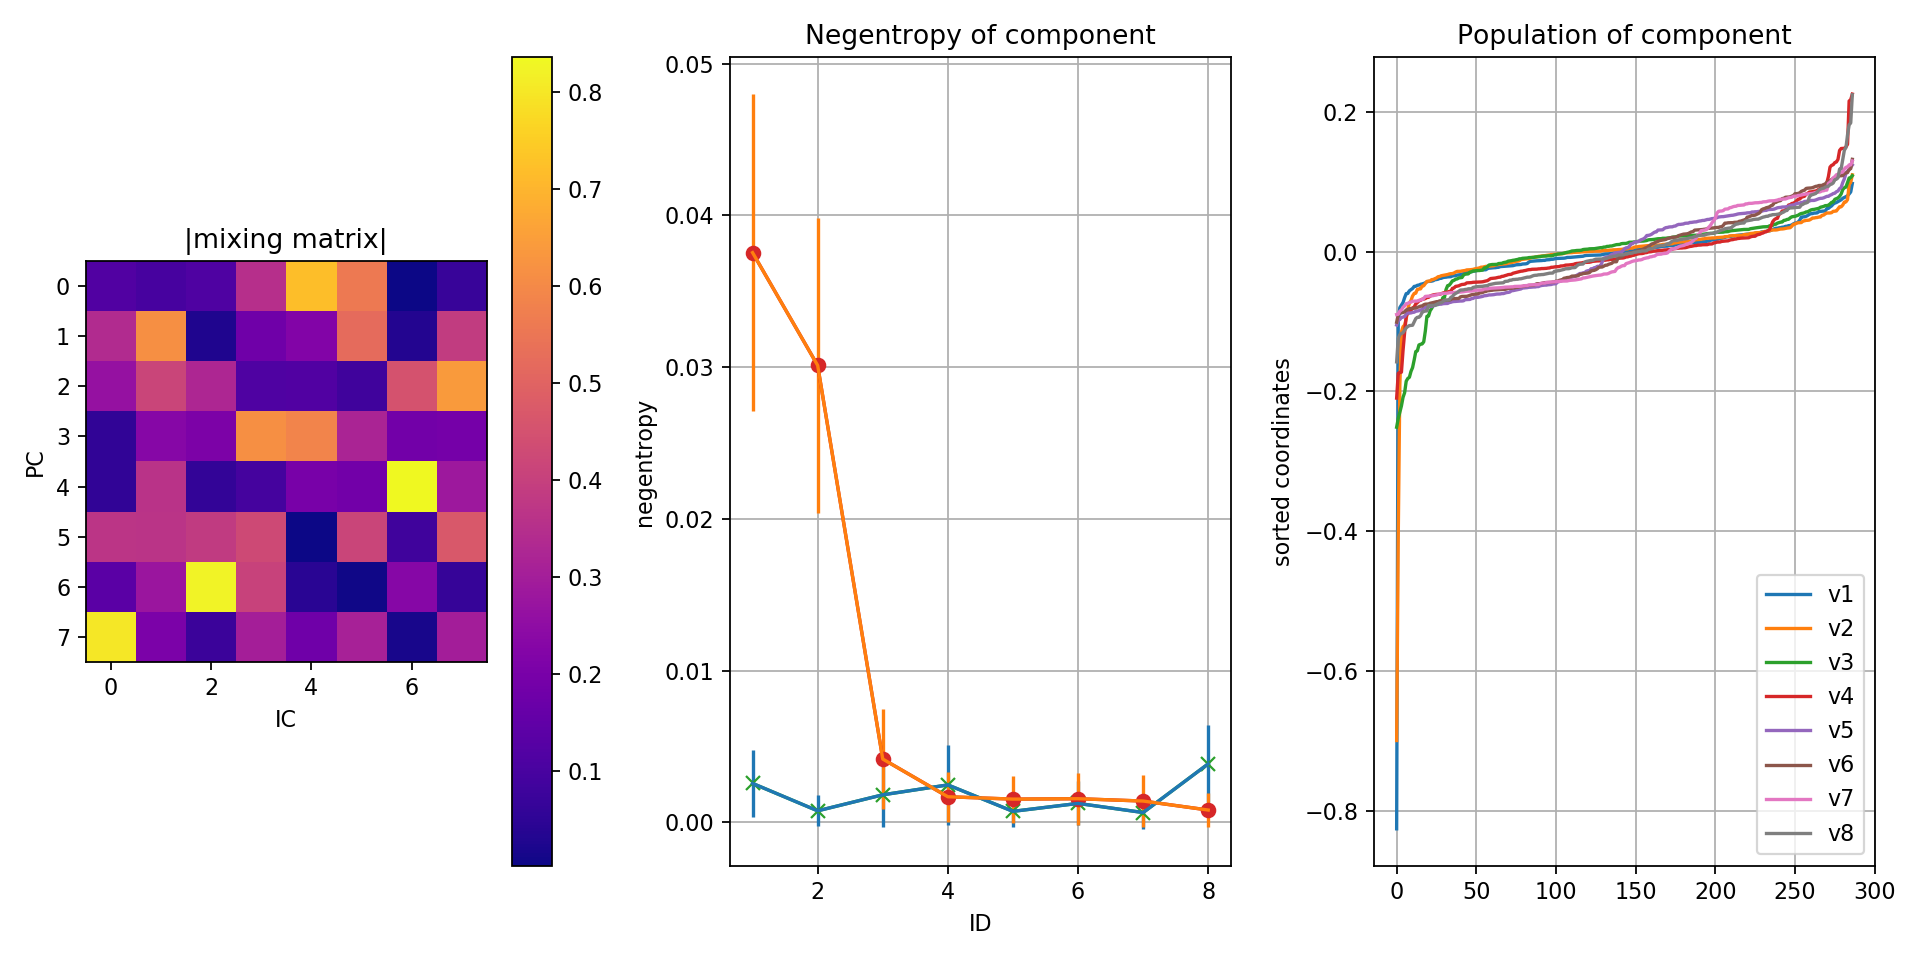 |mixing matrix|
PC
0
1
2
3
4
5
6
7
0 2 4 6
IC
0.8
0.7
0.6
0.5
0.4
0.3
0.2
0.1
Negentropy of component
negentropy
0.05
0.04
0.03
0.02
0.01
0.00
2 4 6 8
ID
Population of component
sorted coordinates
0.2
0.0
−0.2
−0.4
−0.6
−0.8
0 50 100 150 200 250 300
v1
v2
v3
v4
v5
v6
v7
v8